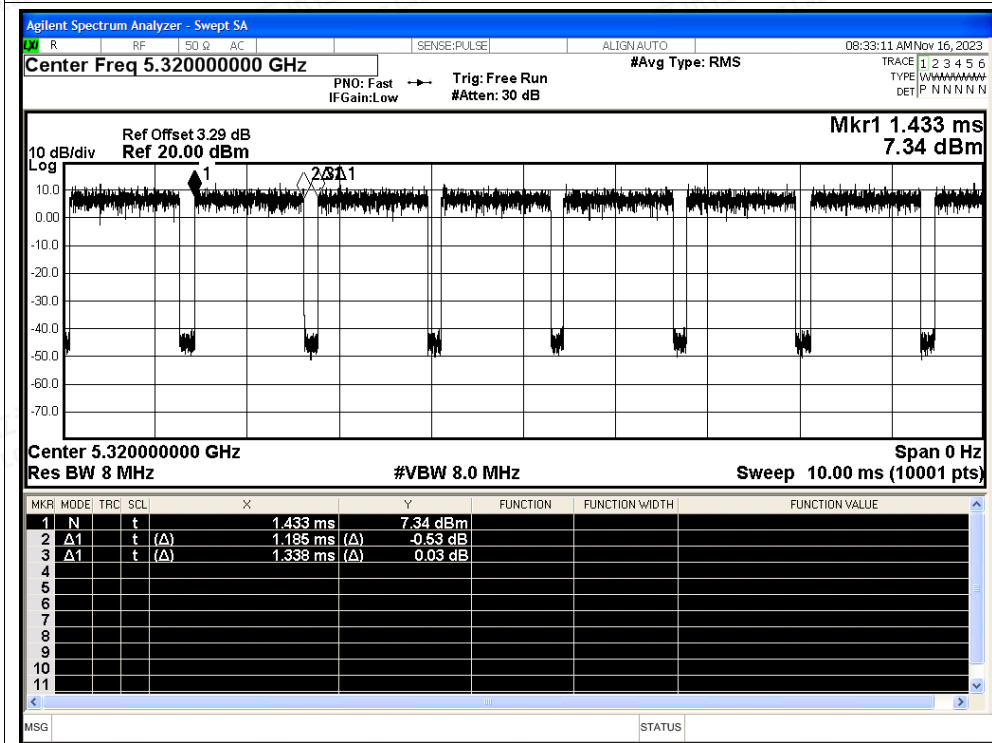 Agilent Spectrum Analyzer - Swept SA
LXI R RF 50 Ω AC SENSE:PULSE ALIGN AUTO 08:33:11 AM Nov 16, 2023
Center Freq 5.320000000 GHz #Avg Type: RMS TRACE 1 2 3 4 5 6
PNO: Fast Trig: Free Run TYPE WWWWWW
IFGain:Low #Atten: 30 dB DET P N N N N N
Mkr1 1.433 ms
Ref Offset 3.29 dB
10 dB/div Ref 20.00 dBm 7.34 dBm
Log
1 2Δ1
10.0
0.00
-10.0
-20.0
-30.0
-40.0
-50.0
-60.0
-70.0
Center 5.320000000 GHz Span 0 Hz
Res BW 8 MHz #VBW 8.0 MHz Sweep 10.00 ms (10001 pts)
MKR MODE TRC SCL X Y FUNCTION FUNCTION WIDTH FUNCTION VALUE
1 N t 1.433 ms 7.34 dBm
2 Δ1 t (Δ) 1.185 ms (Δ) -0.53 dB
3 Δ1 t (Δ) 1.338 ms (Δ) 0.03 dB
4
5
6
7
8
9
10
11
MSG STATUS